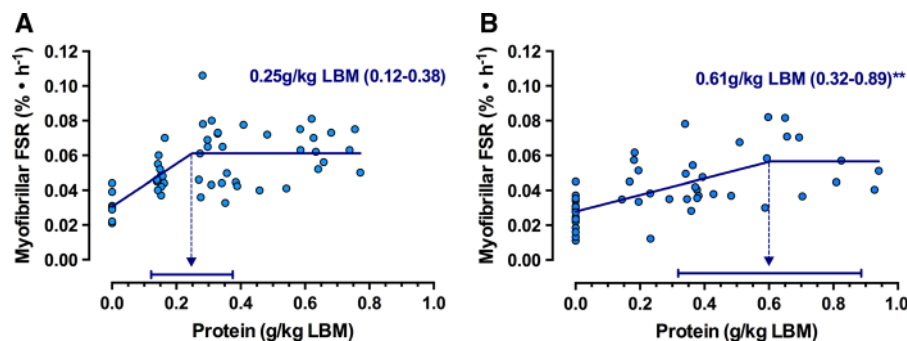 A
Myofibrillar FSR (% • h⁻¹)
0.12
0.10
0.08
0.06
0.04
0.02
0.00
0.25g/kg LBM (0.12-0.38)
0.0 0.2 0.4 0.6 0.8 1.0
Protein (g/kg LBM)
B
Myofibrillar FSR (% • h⁻¹)
0.12
0.10
0.08
0.06
0.04
0.02
0.00
0.61g/kg LBM (0.32-0.89)**
0.0 0.2 0.4 0.6 0.8 1.0
Protein (g/kg LBM)